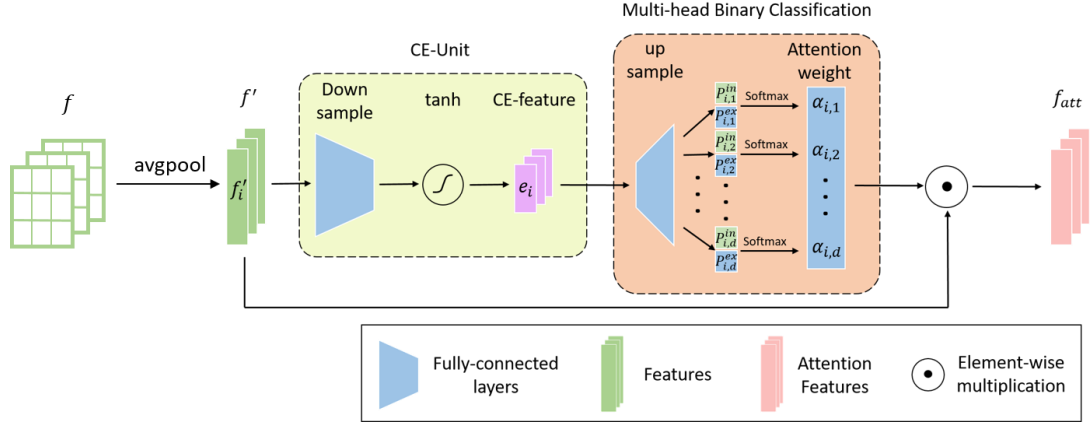 Multi-head Binary Classification
CE-Unit
up
sample
Attention
weight
f
f′
Down
sample
tanh
CE-feature
f_att
avgpool
f_i′
e_i
P_{i,1}^{in}
P_{i,1}^{ex}
Softmax
α_{i,1}
P_{i,2}^{in}
P_{i,2}^{ex}
Softmax
α_{i,2}
P_{i,d}^{in}
P_{i,d}^{ex}
Softmax
α_{i,d}
Fully-connected
layers
Features
Attention
Features
Element-wise
multiplication